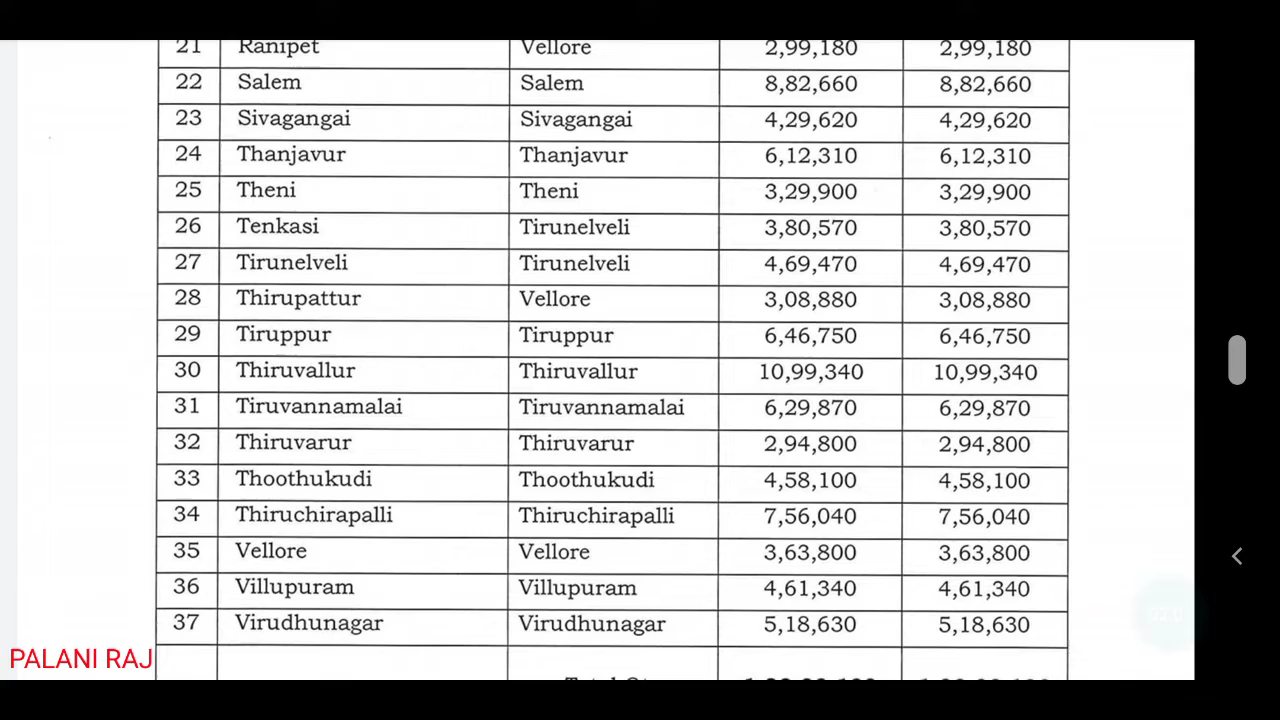 21 Ranipet Vellore 2,99,180 2,99,180
22 Salem Salem 8,82,660 8,82,660
23 Sivagangai Sivagangai 4,29,620 4,29,620
24 Thanjavur Thanjavur 6,12,310 6,12,310
25 Theni Theni 3,29,900 3,29,900
26 Tenkasi Tirunelveli 3,80,570 3,80,570
27 Tirunelveli Tirunelveli 4,69,470 4,69,470
28 Thirupattur Vellore 3,08,880 3,08,880
29 Tiruppur Tiruppur 6,46,750 6,46,750
30 Thiruvallur Thiruvallur 10,99,340 10,99,340
31 Tiruvannamalai Tiruvannamalai 6,29,870 6,29,870
32 Thiruvarur Thiruvarur 2,94,800 2,94,800
33 Thoothukudi Thoothukudi 4,58,100 4,58,100
34 Thiruchirapalli Thiruchirapalli 7,56,040 7,56,040
35 Vellore Vellore 3,63,800 3,63,800
36 Villupuram Villupuram 4,61,340 4,61,340
37 Virudhunagar Virudhunagar 5,18,630 5,18,630
PALANI RAJ